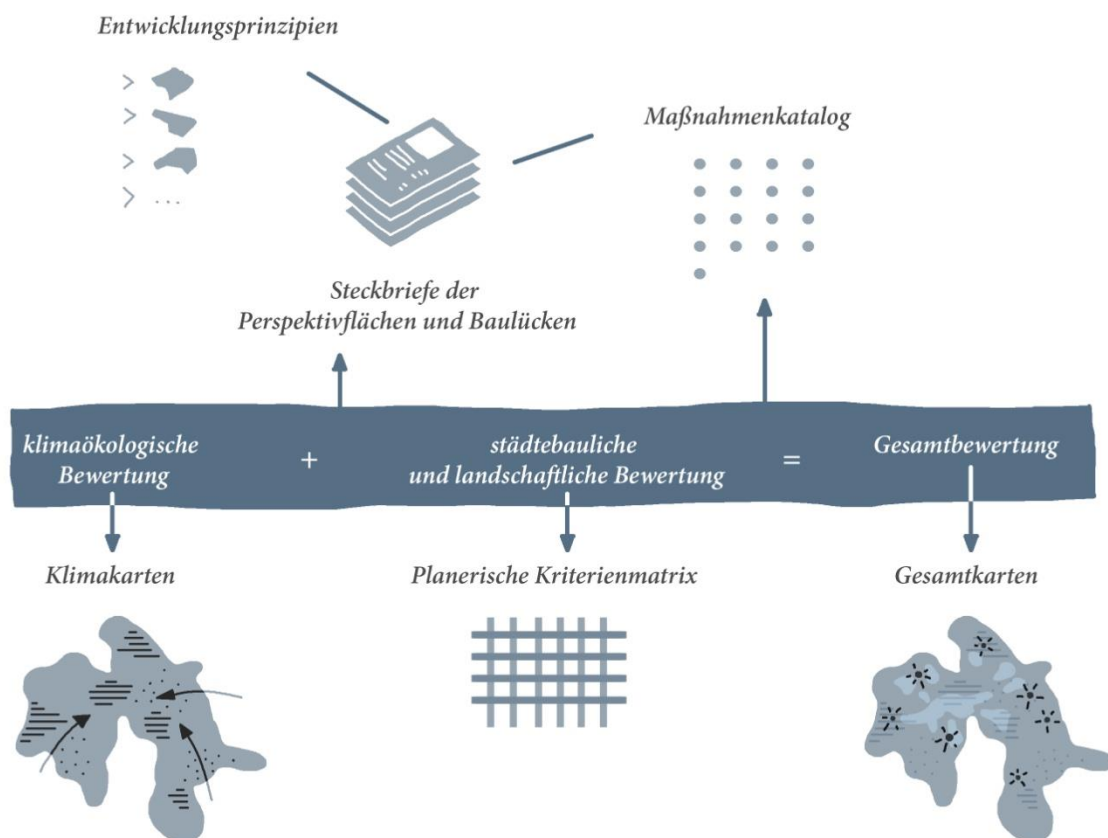 Entwicklungsprinzipien
Maßnahmenkatalog
Steckbriefe der
Perspektivflächen und Baulücken
klimaökologische
Bewertung
+
städtebauliche
und landschaftliche Bewertung
=
Gesamtbewertung
Klimakarten
Planerische Kriterienmatrix
Gesamtkarten